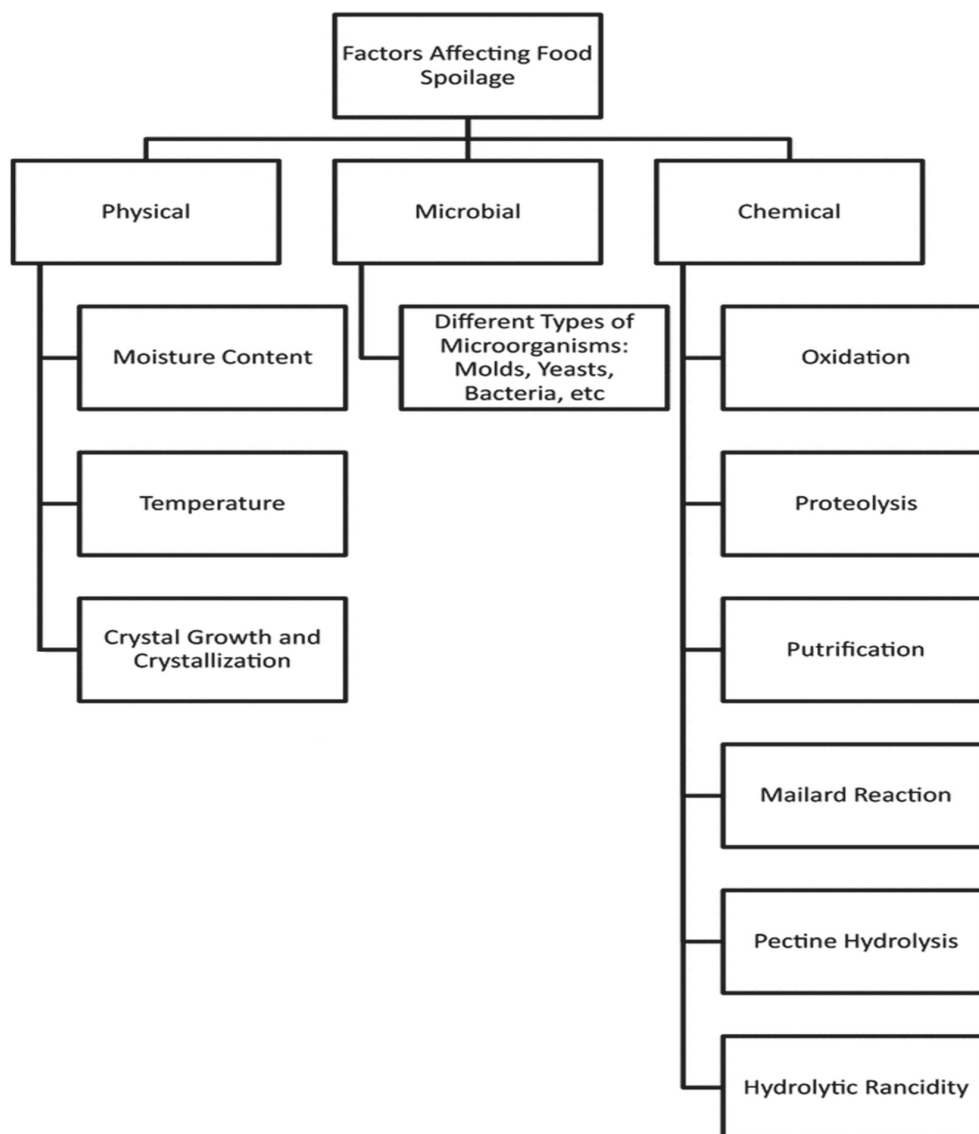 Factors Affecting Food
Spoilage
Physical
Microbial
Chemical
Moisture Content
Different Types of
Microorganisms:
Molds, Yeasts,
Bacteria, etc
Oxidation
Temperature
Proteolysis
Crystal Growth and
Crystallization
Putrification
Mailard Reaction
Pectine Hydrolysis
Hydrolytic Rancidity